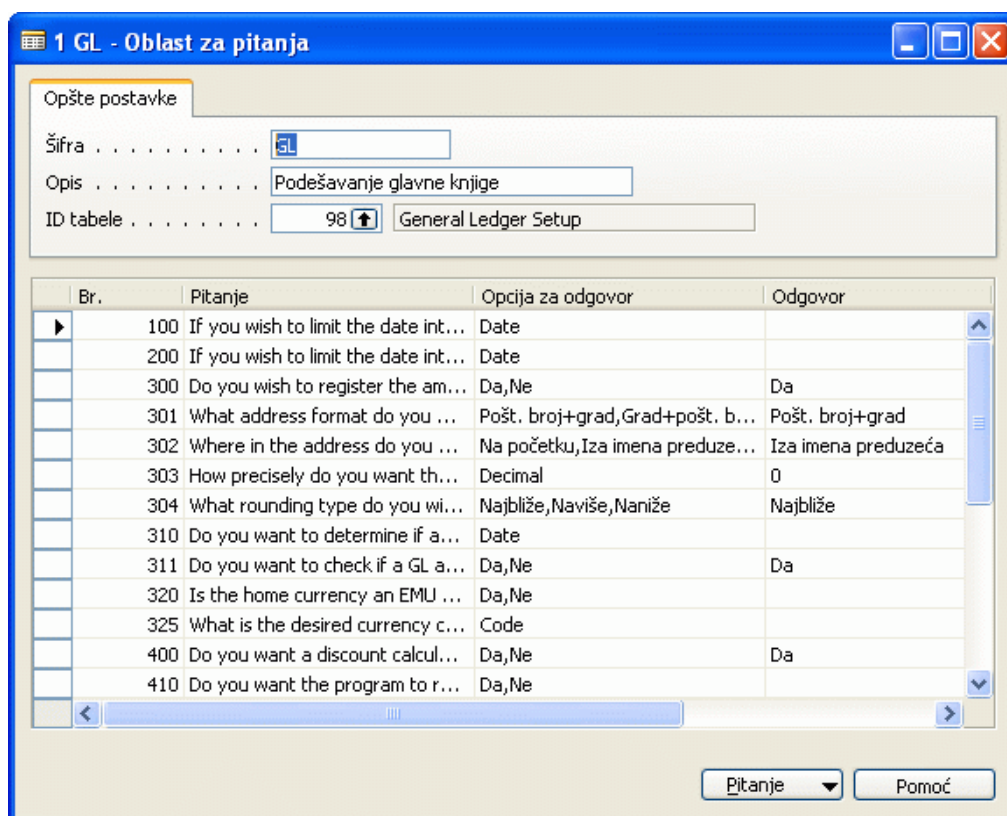 1 GL - Oblast za pitanja
Opšte postavke
Šifra . . . . . . . . . . GL
Opis . . . . . . . . . . Podešavanje glavne knjige
ID tabele . . . . . . . . 98 General Ledger Setup
Br. Pitanje Opcija za odgovor Odgovor
100 If you wish to limit the date int... Date
200 If you wish to limit the date int... Date
300 Do you wish to register the am... Da,Ne Da
301 What address format do you ... Pošt. broj+grad,Grad+pošt. b... Pošt. broj+grad
302 Where in the address do you ... Na početku,Iza imena preduze... Iza imena preduzeća
303 How precisely do you want th... Decimal 0
304 What rounding type do you wi... Najbliže,Naviše,Naniže Najbliže
310 Do you want to determine if a... Date
311 Do you want to check if a GL a... Da,Ne Da
320 Is the home currency an EMU ... Da,Ne
325 What is the desired currency c... Code
400 Do you want a discount calcul... Da,Ne Da
410 Do you want the program to r... Da,Ne
Pitanje Pomoć